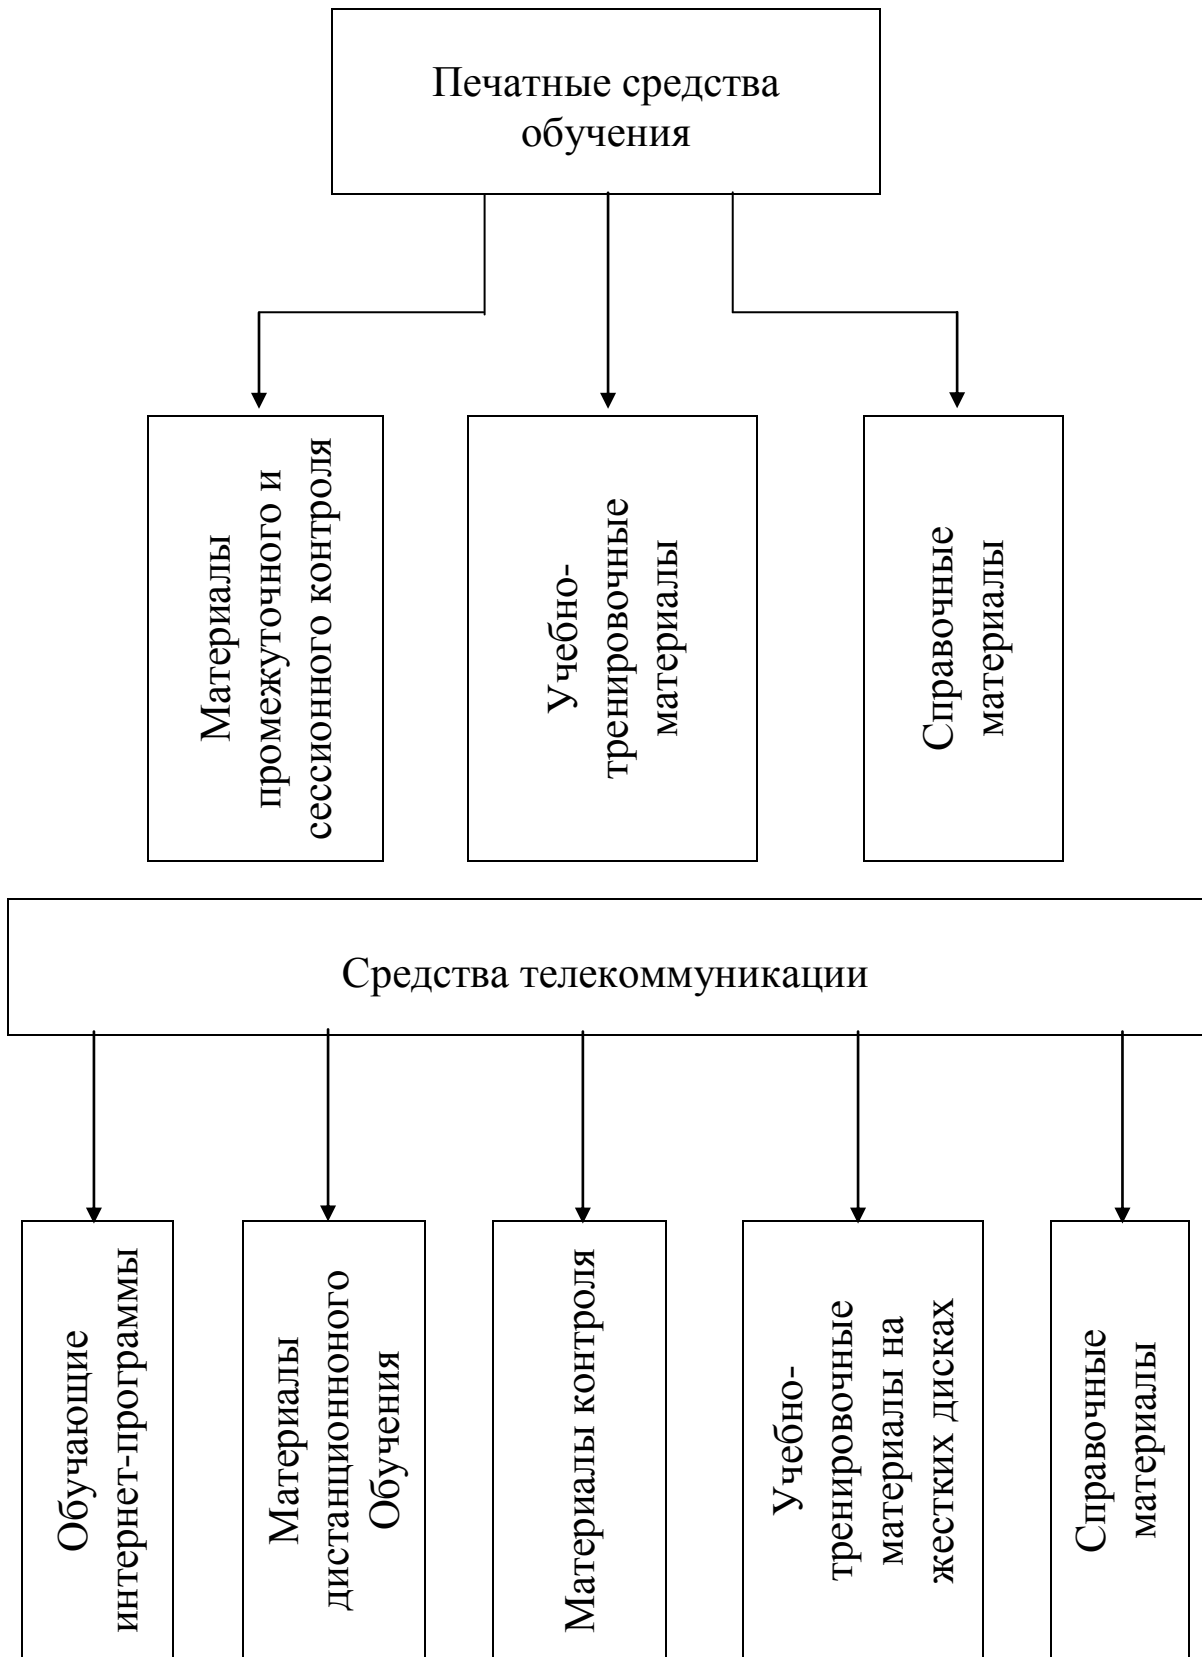 Печатные средства
обучения
Материалы
промежуточного и
сессионного контроля
Учебно-
тренировочные
материалы
Справочные
материалы
Средства телекоммуникации
Обучающие
интернет-программы
Материалы
дистанционноного
Обучения
Материалы контроля
Учебно-
тренировочные
материалы на
жестких дисках
Справочные
материалы